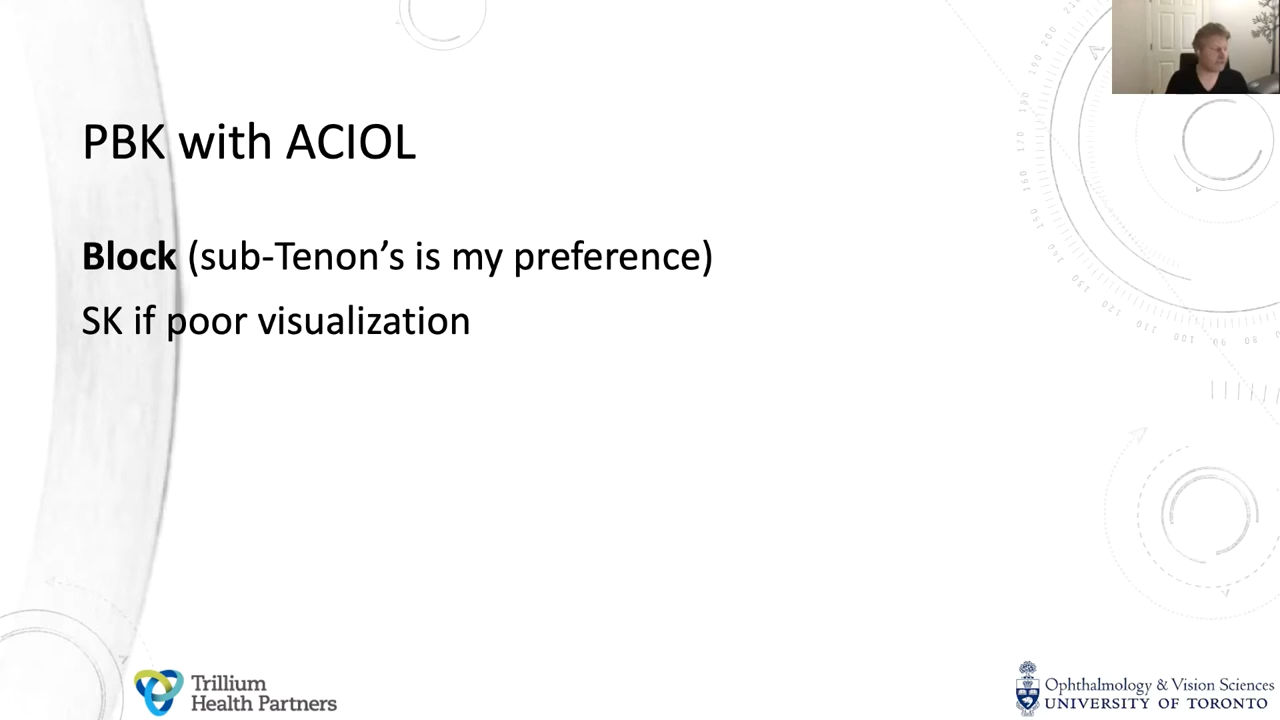 PBK with ACIOL
Block (sub-Tenon’s is my preference)
SK if poor visualization
Trillium
Health Partners
Ophthalmology & Vision Sciences
UNIVERSITY OF TORONTO